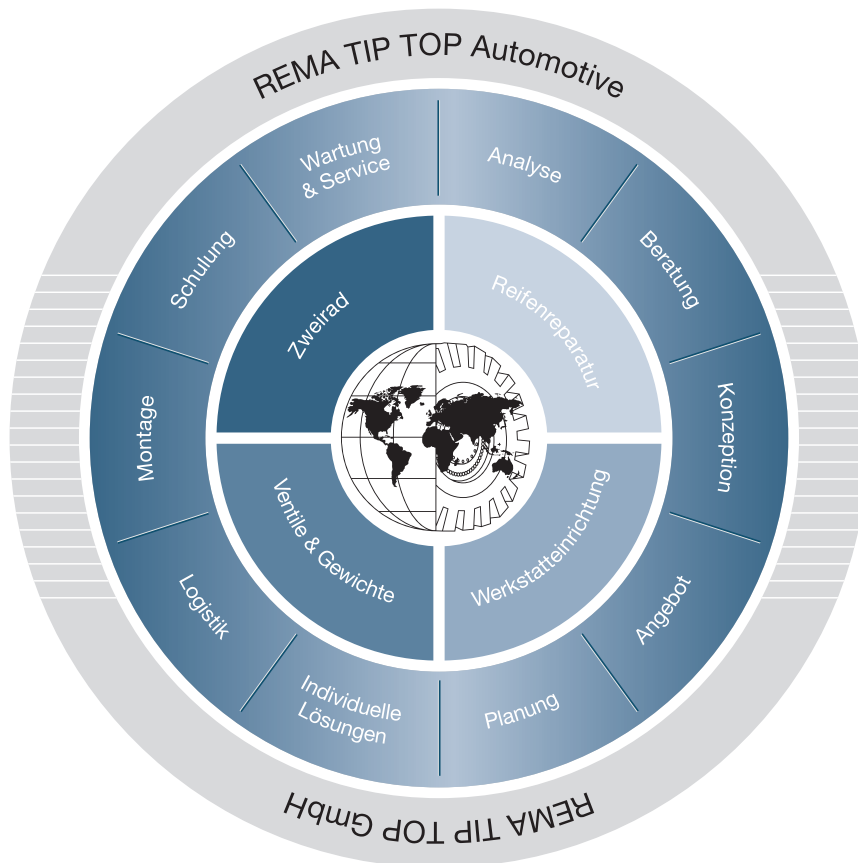 REMA TIP TOP Automotive
Wartung
& Service
Analyse
Beratung
Konzeption
Angebot
Planung
Individuelle
Lösungen
Logistik
Montage
Schulung
Zweirad
Reifenreparatur
Werkstatteinrichtung
Ventile & Gewichte
REMA TIP TOP GmbH